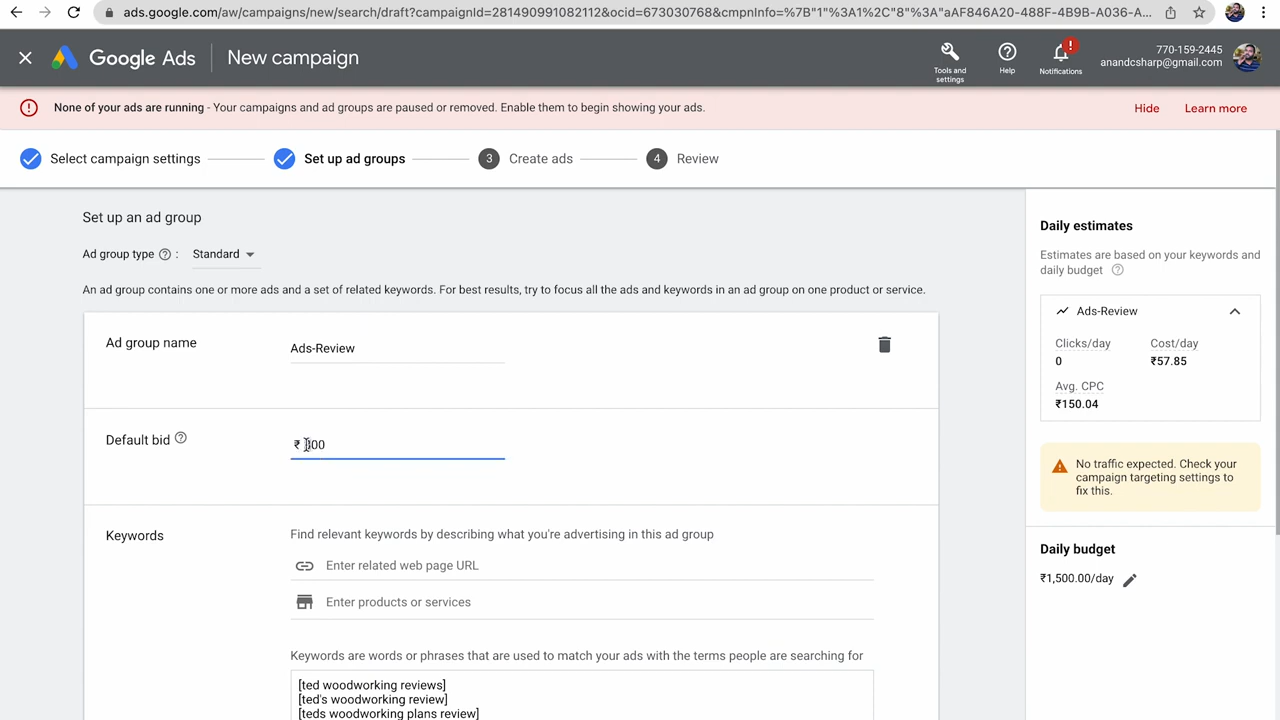 ads.google.com/aw/campaigns/new/search/draft?campaignId=281490991082112&ocid=673030768&cmpnInfo=%7B"1"%3A1%2C"8"%3A"aAF846A20-488F-4B9B-A036-A...
Google Ads
New campaign
Tools and
settings
Help
!
Notifications
770-159-2445
anandcsharp@gmail.com
None of your ads are running - Your campaigns and ad groups are paused or removed. Enable them to begin showing your ads.
Hide
Learn more
Select campaign settings
Set up ad groups
3 Create ads
4 Review
Set up an ad group
Ad group type ? :
Standard
An ad group contains one or more ads and a set of related keywords. For best results, try to focus all the ads and keywords in an ad group on one product or service.
Ad group name
Ads-Review
Default bid ?
₹
Keywords
Find relevant keywords by describing what you're advertising in this ad group
Enter related web page URL
Enter products or services
Keywords are words or phrases that are used to match your ads with the terms people are searching for
[ted woodworking reviews]
[ted's woodworking review]
[teds woodworking plans review]
Daily estimates
Estimates are based on your keywords and
daily budget ?
Ads-Review
Clicks/day
0
Cost/day
₹57.85
Avg. CPC
₹150.04
No traffic expected. Check your
campaign targeting settings to
fix this.
Daily budget
₹1,500.00/day